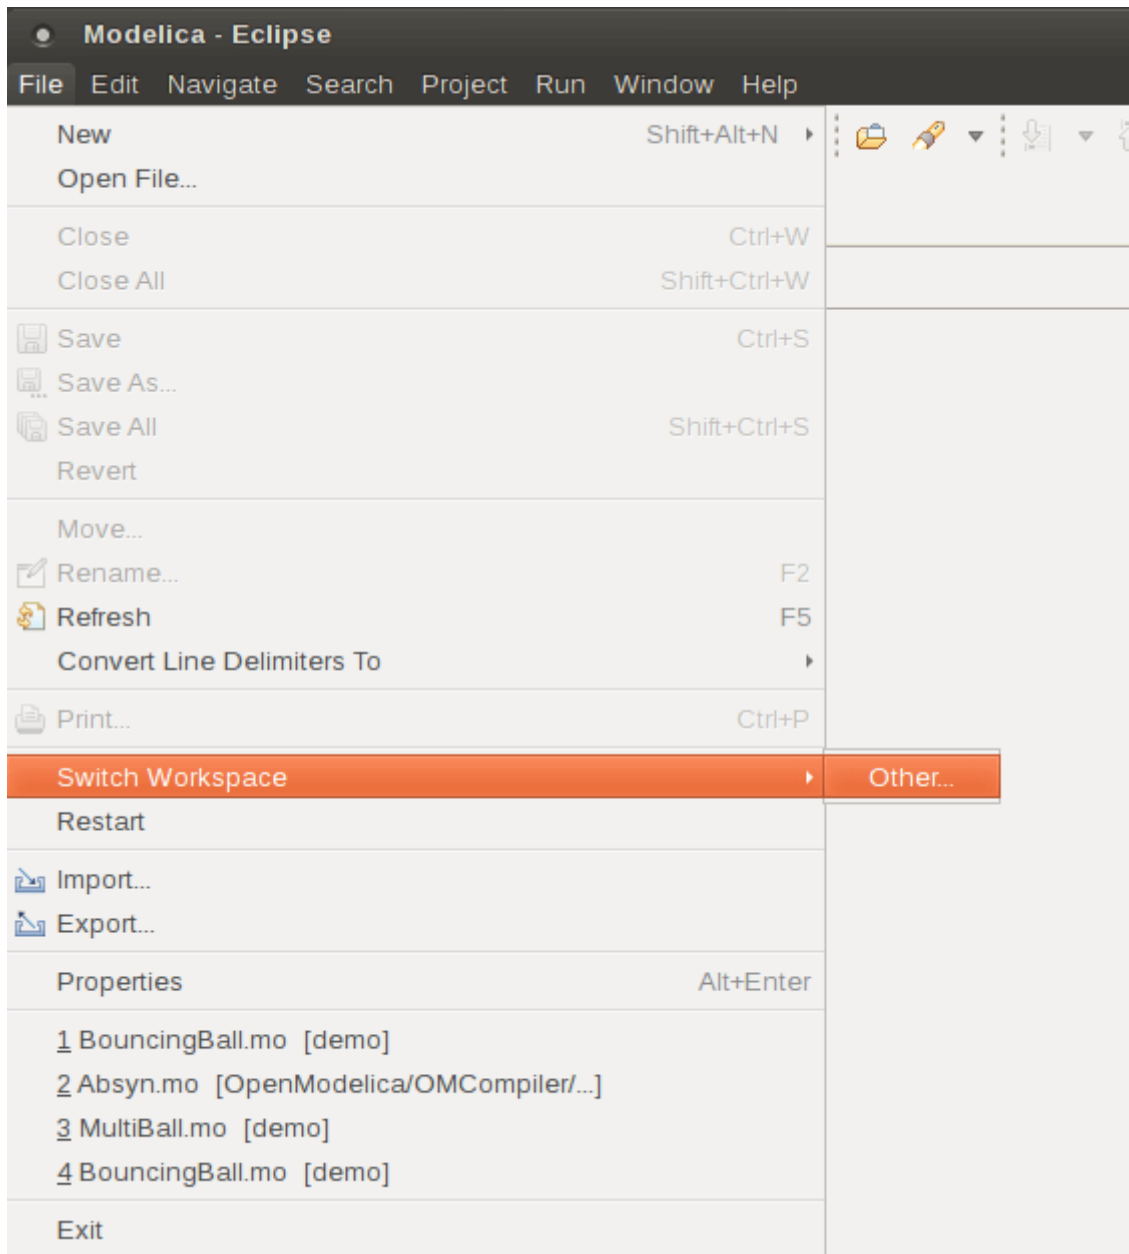 Modelica - Eclipse
File Edit Navigate Search Project Run Window Help
New Shift+Alt+N
Open File...
Close Ctrl+W
Close All Shift+Ctrl+W
Save Ctrl+S
Save As...
Save All Shift+Ctrl+S
Revert
Move...
Rename... F2
Refresh F5
Convert Line Delimiters To
Print... Ctrl+P
Switch Workspace Other...
Restart
Import...
Export...
Properties Alt+Enter
1 BouncingBall.mo [demo]
2 Absyn.mo [OpenModelica/OMCompiler/...]
3 MultiBall.mo [demo]
4 BouncingBall.mo [demo]
Exit